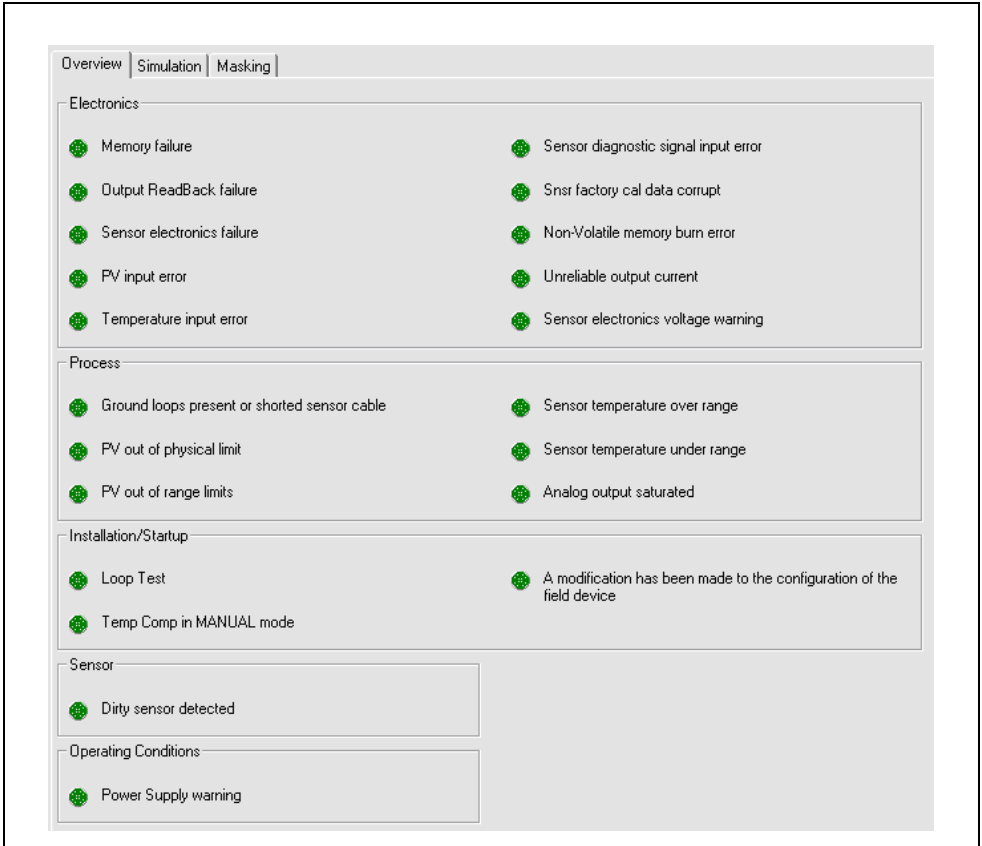 Overview Simulation Masking
Electronics
Memory failure
Output ReadBack failure
Sensor electronics failure
PV input error
Temperature input error
Sensor diagnostic signal input error
Snsr factory cal data corrupt
Non-Volatile memory burn error
Unreliable output current
Sensor electronics voltage warning
Process
Ground loops present or shorted sensor cable
PV out of physical limit
PV out of range limits
Sensor temperature over range
Sensor temperature under range
Analog output saturated
Installation/Startup
Loop Test
Temp Comp in MANUAL mode
A modification has been made to the configuration of the
field device
Sensor
Dirty sensor detected
Operating Conditions
Power Supply warning